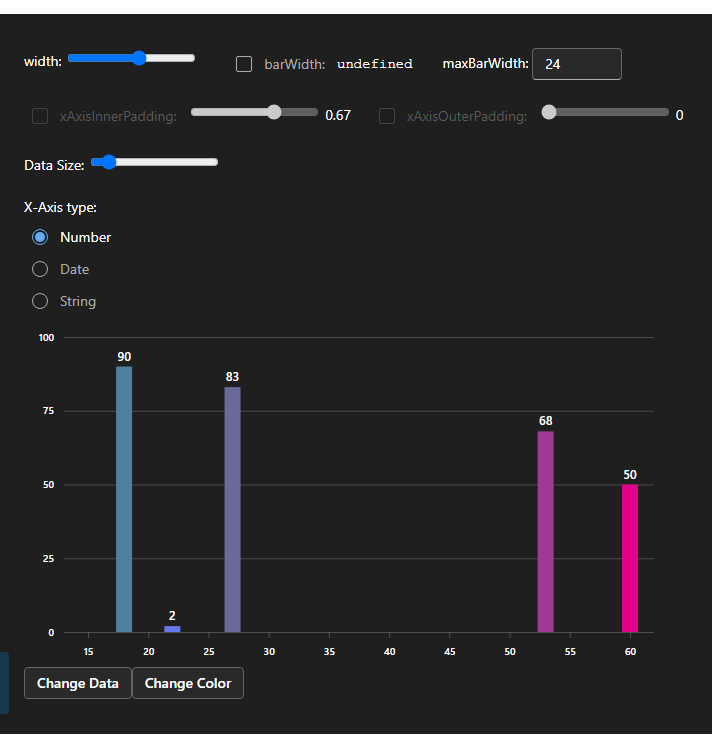 width: barWidth: undefined maxBarWidth: 24
xAxisInnerPadding: 0.67 xAxisOuterPadding: 0
Data Size:
X-Axis type:
Number
Date
String
100
90
83
75
68
50
50
25
2
0
15 20 25 30 35 40 45 50 55 60
Change Data Change Color